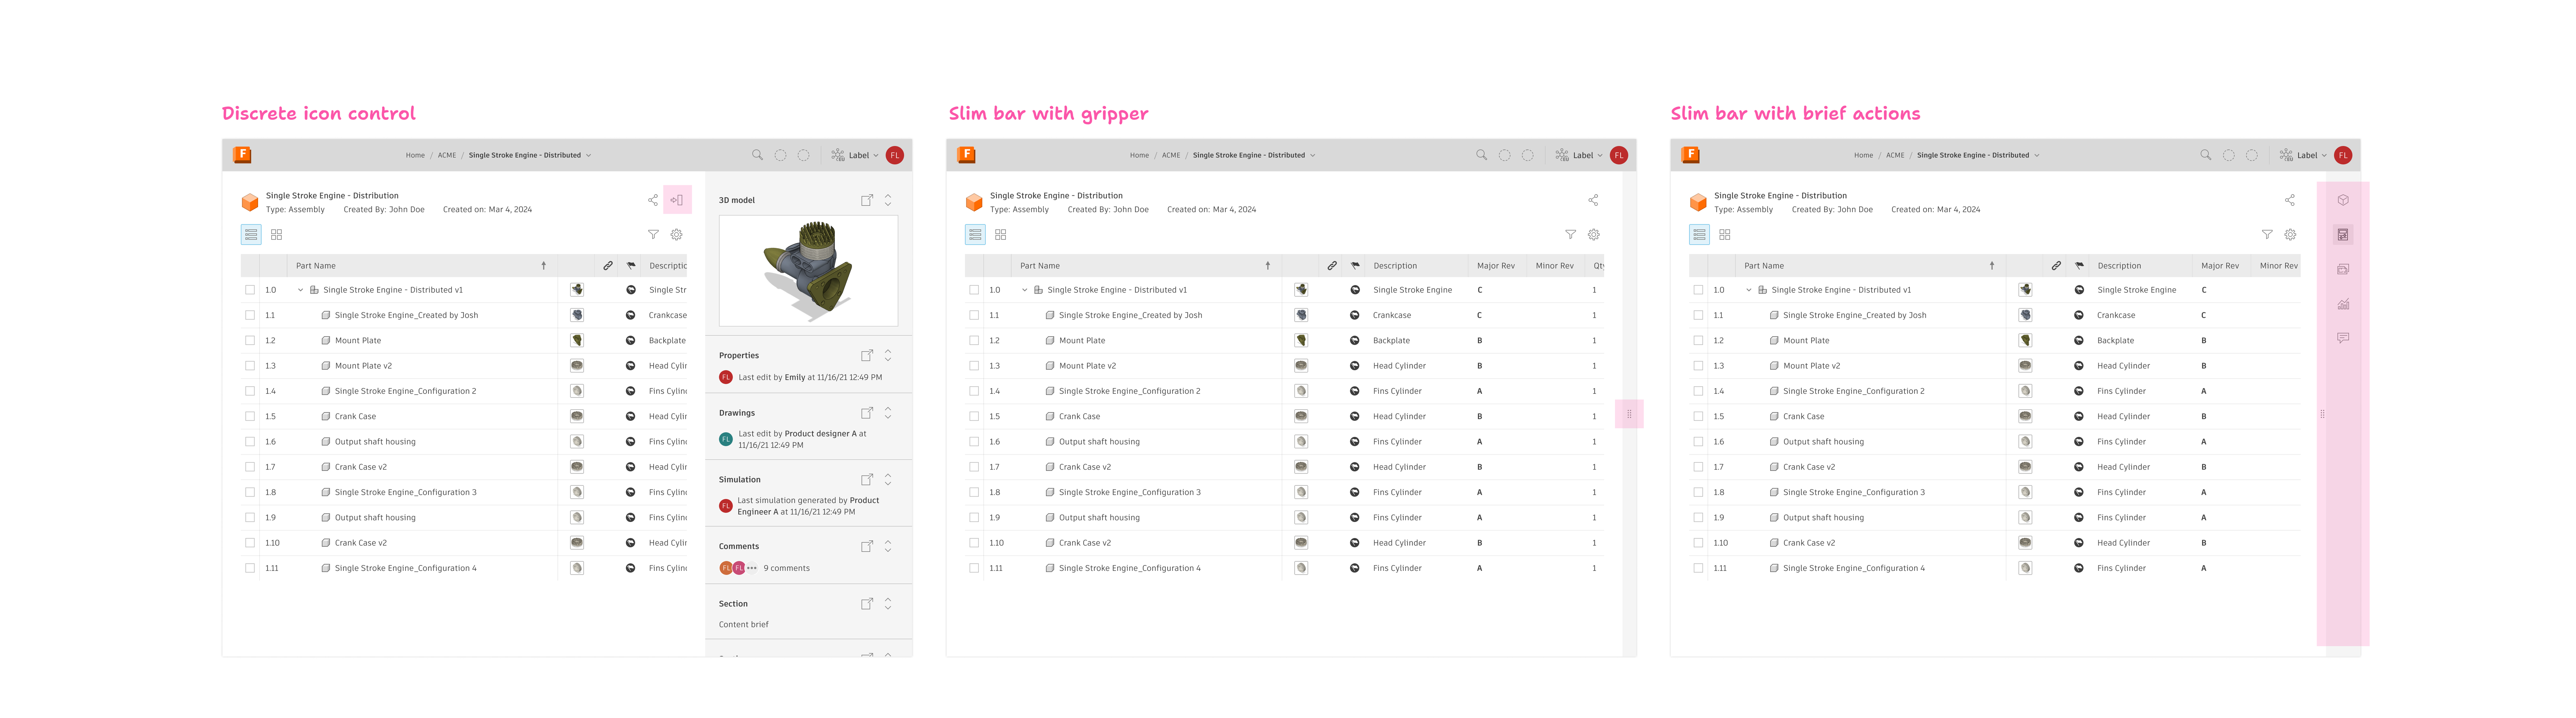 Discrete icon control
F
Home / ACME / Single Stroke Engine - Distributed
Label
FL
Single Stroke Engine - Distribution
Type: Assembly Created By: John Doe Created on: Mar 4, 2024
Part Name Descriptic
1.0 Single Stroke Engine - Distributed v1 Single Str
1.1 Single Stroke Engine_Created by Josh Crankcase
1.2 Mount Plate Backplate
1.3 Mount Plate v2 Head Cylir
1.4 Single Stroke Engine_Configuration 2 Fins Cylinc
1.5 Crank Case Head Cylir
1.6 Output shaft housing Fins Cylinc
1.7 Crank Case v2 Head Cylir
1.8 Single Stroke Engine_Configuration 3 Fins Cylinc
1.9 Output shaft housing Fins Cylinc
1.10 Crank Case v2 Head Cylir
1.11 Single Stroke Engine_Configuration 4 Fins Cylinc
3D model
Properties
FL Last edit by Emily at 11/16/21 12:49 PM
Drawings
FL Last edit by Product designer A at
11/16/21 12:49 PM
Simulation
FL Last simulation generated by Product
Engineer A at 11/16/21 12:49 PM
Comments
FL FL ••• 9 comments
Section
Content brief
Slim bar with gripper
F
Home / ACME / Single Stroke Engine - Distributed
Label
FL
Single Stroke Engine - Distribution
Type: Assembly Created By: John Doe Created on: Mar 4, 2024
Part Name Description Major Rev Minor Rev Qty
1.0 Single Stroke Engine - Distributed v1 Single Stroke Engine C 1
1.1 Single Stroke Engine_Created by Josh Crankcase C 1
1.2 Mount Plate Backplate B 1
1.3 Mount Plate v2 Head Cylinder B 1
1.4 Single Stroke Engine_Configuration 2 Fins Cylinder A 1
1.5 Crank Case Head Cylinder B 1
1.6 Output shaft housing Fins Cylinder A 1
1.7 Crank Case v2 Head Cylinder B 1
1.8 Single Stroke Engine_Configuration 3 Fins Cylinder A 1
1.9 Output shaft housing Fins Cylinder A 1
1.10 Crank Case v2 Head Cylinder B 1
1.11 Single Stroke Engine_Configuration 4 Fins Cylinder A 1
Slim bar with brief actions
F
Home / ACME / Single Stroke Engine - Distributed
Label
FL
Single Stroke Engine - Distribution
Type: Assembly Created By: John Doe Created on: Mar 4, 2024
Part Name Description Major Rev Minor Rev
1.0 Single Stroke Engine - Distributed v1 Single Stroke Engine C
1.1 Single Stroke Engine_Created by Josh Crankcase C
1.2 Mount Plate Backplate B
1.3 Mount Plate v2 Head Cylinder B
1.4 Single Stroke Engine_Configuration 2 Fins Cylinder A
1.5 Crank Case Head Cylinder B
1.6 Output shaft housing Fins Cylinder A
1.7 Crank Case v2 Head Cylinder B
1.8 Single Stroke Engine_Configuration 3 Fins Cylinder A
1.9 Output shaft housing Fins Cylinder A
1.10 Crank Case v2 Head Cylinder B
1.11 Single Stroke Engine_Configuration 4 Fins Cylinder A